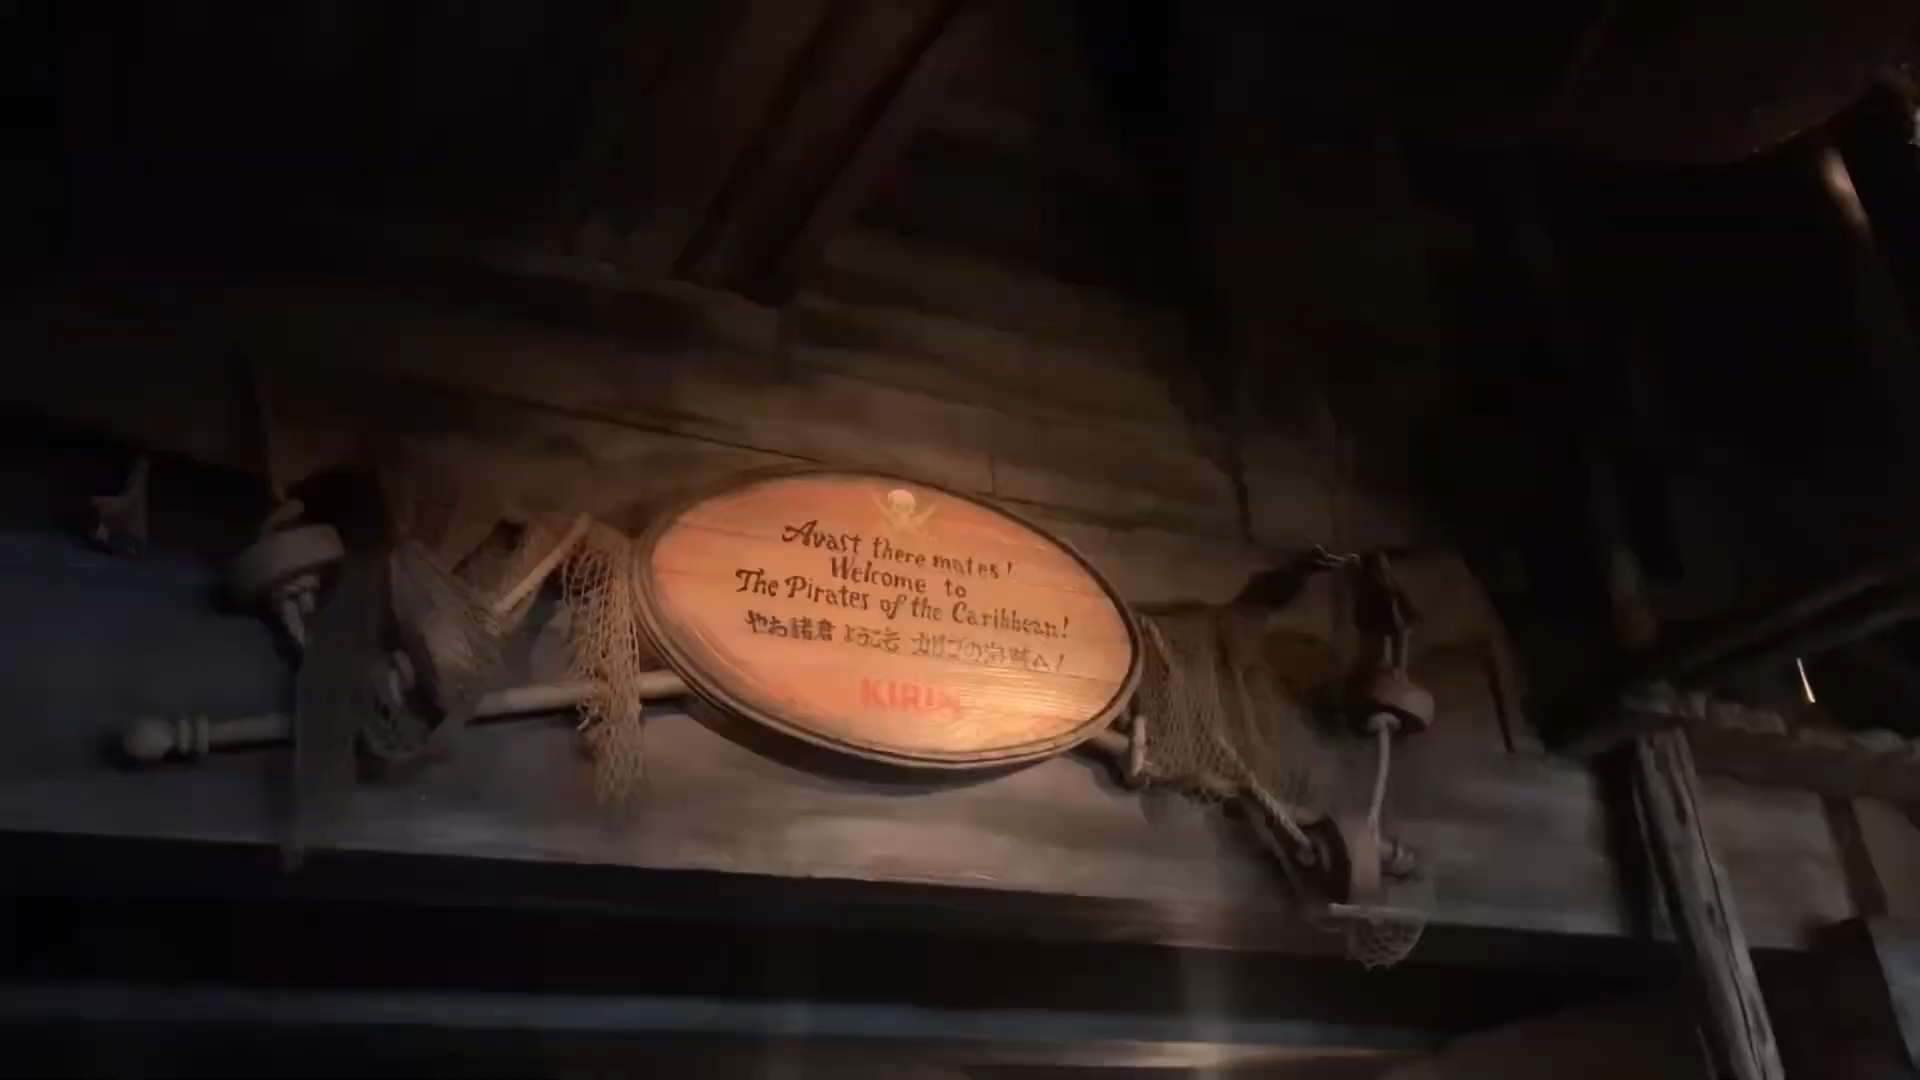 Avast there mates!
Welcome to
The Pirates of the Caribbean!
やお諸君 ようこそ カリブの海賊へ!
KIRIN